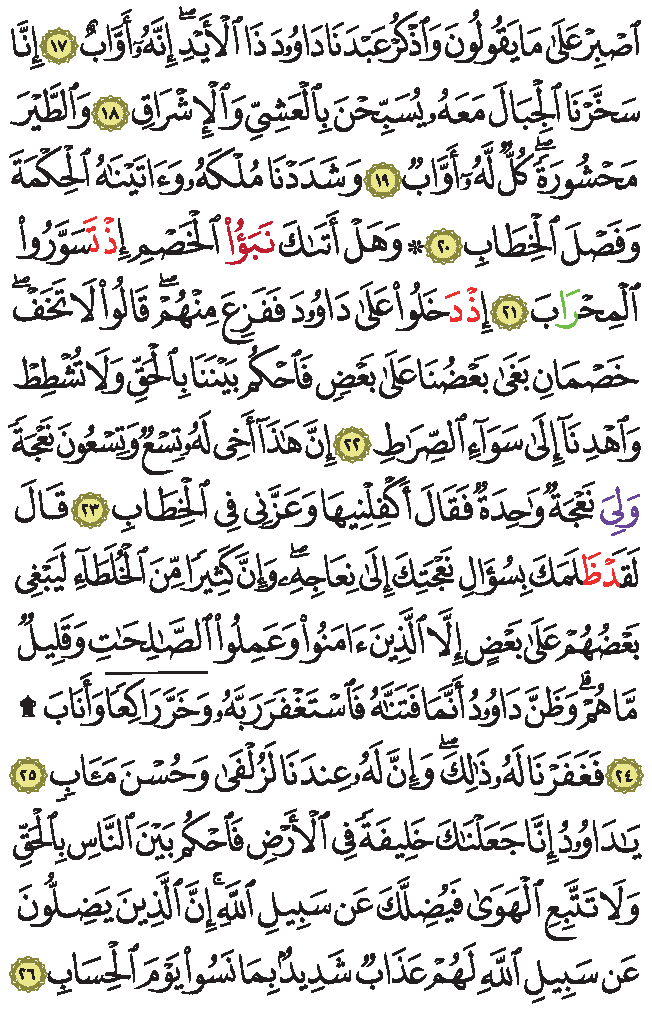 ٱصۡبِرۡ عَلَىٰ مَا يَقُولُونَ وَٱذۡكُرۡ عَبۡدَنَا دَاوُۥدَ ذَا ٱلۡأَيۡدِۖ إِنَّهُۥٓ أَوَّابٌ ١٧ إِنَّا
سَخَّرۡنَا ٱلۡجِبَالَ مَعَهُۥ يُسَبِّحۡنَ بِٱلۡعَشِيِّ وَٱلۡإِشۡرَاقِ ١٨ وَٱلطَّيۡرَ
مَحۡشُورَةٗۖ كُلّٞ لَّهُۥٓ أَوَّابٞ ١٩ وَشَدَدۡنَا مُلۡكَهُۥ وَءَاتَيۡنَٰهُ ٱلۡحِكۡمَةَ
وَفَصۡلَ ٱلۡخِطَابِ ٢٠ ۞ وَهَلۡ أَتَىٰكَ نَبَؤُاْ ٱلۡخَصۡمِ إِذۡ تَسَوَّرُواْ
ٱلۡمِحۡرَابَ ٢١ إِذۡ دَخَلُواْ عَلَىٰ دَاوُۥدَ فَفَزِعَ مِنۡهُمۡۖ قَالُواْ لَا تَخَفۡۖ
خَصۡمَانِ بَغَىٰ بَعۡضُنَا عَلَىٰ بَعۡضٖ فَٱحۡكُم بَيۡنَنَا بِٱلۡحَقِّ وَلَا تُشۡطِطۡ
وَٱهۡدِنَآ إِلَىٰ سَوَآءِ ٱلصِّرَٰطِ ٢٢ إِنَّ هَٰذَآ أَخِي لَهُۥ تِسۡعٞ وَتِسۡعُونَ نَعۡجَةٗ
وَلِيَ نَعۡجَةٞ وَٰحِدَةٞ فَقَالَ أَكۡفِلۡنِيهَا وَعَزَّنِي فِي ٱلۡخِطَابِ ٢٣ قَالَ
لَقَدۡ ظَلَمَكَ بِسُؤَالِ نَعۡجَتِكَ إِلَىٰ نِعَاجِهِۦۖ وَإِنَّ كَثِيرٗا مِّنَ ٱلۡخُلَطَآءِ لَيَبۡغِي
بَعۡضُهُمۡ عَلَىٰ بَعۡضٍ إِلَّا ٱلَّذِينَ ءَامَنُواْ وَعَمِلُواْ ٱلصَّٰلِحَٰتِ وَقَلِيلٞ
مَّا هُمۡۗ وَظَنَّ دَاوُۥدُ أَنَّمَا فَتَنَّٰهُ فَٱسۡتَغۡفَرَ رَبَّهُۥ وَخَرَّۤ رَاكِعٗاۤ وَأَنَابَ ۩
٢٤ فَغَفَرۡنَا لَهُۥ ذَٰلِكَۖ وَإِنَّ لَهُۥ عِندَنَا لَزُلۡفَىٰ وَحُسۡنَ مَـَٔابٖ ٢٥
يَٰدَاوُۥدُ إِنَّا جَعَلۡنَٰكَ خَلِيفَةٗ فِي ٱلۡأَرۡضِ فَٱحۡكُم بَيۡنَ ٱلنَّاسِ بِٱلۡحَقِّ
وَلَا تَتَّبِعِ ٱلۡهَوَىٰ فَيُضِلَّكَ عَن سَبِيلِ ٱللَّهِۚ إِنَّ ٱلَّذِينَ يَضِلُّونَ
عَن سَبِيلِ ٱللَّهِ لَهُمۡ عَذَابٞ شَدِيدُۢ بِمَا نَسُواْ يَوۡمَ ٱلۡحِسَابِ ٢٦